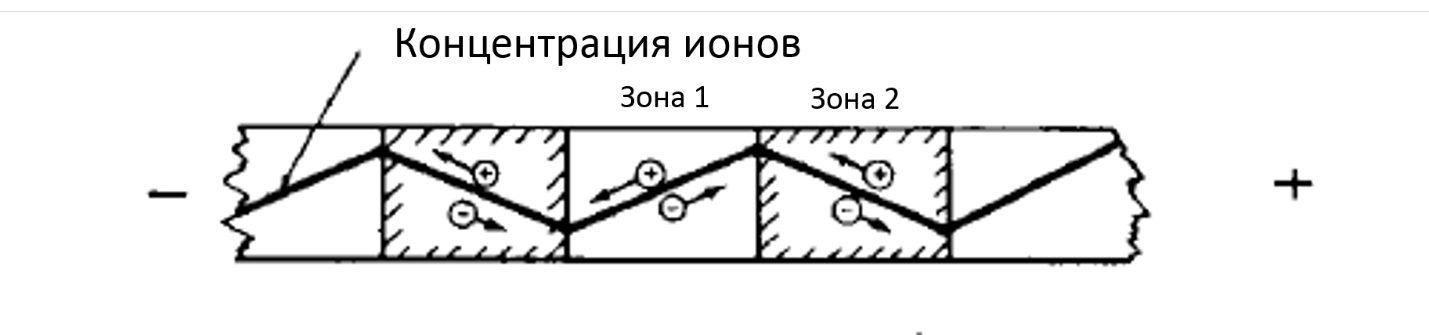 Концентрация ионов
Зона 1 Зона 2
+ + +
− +
− − −